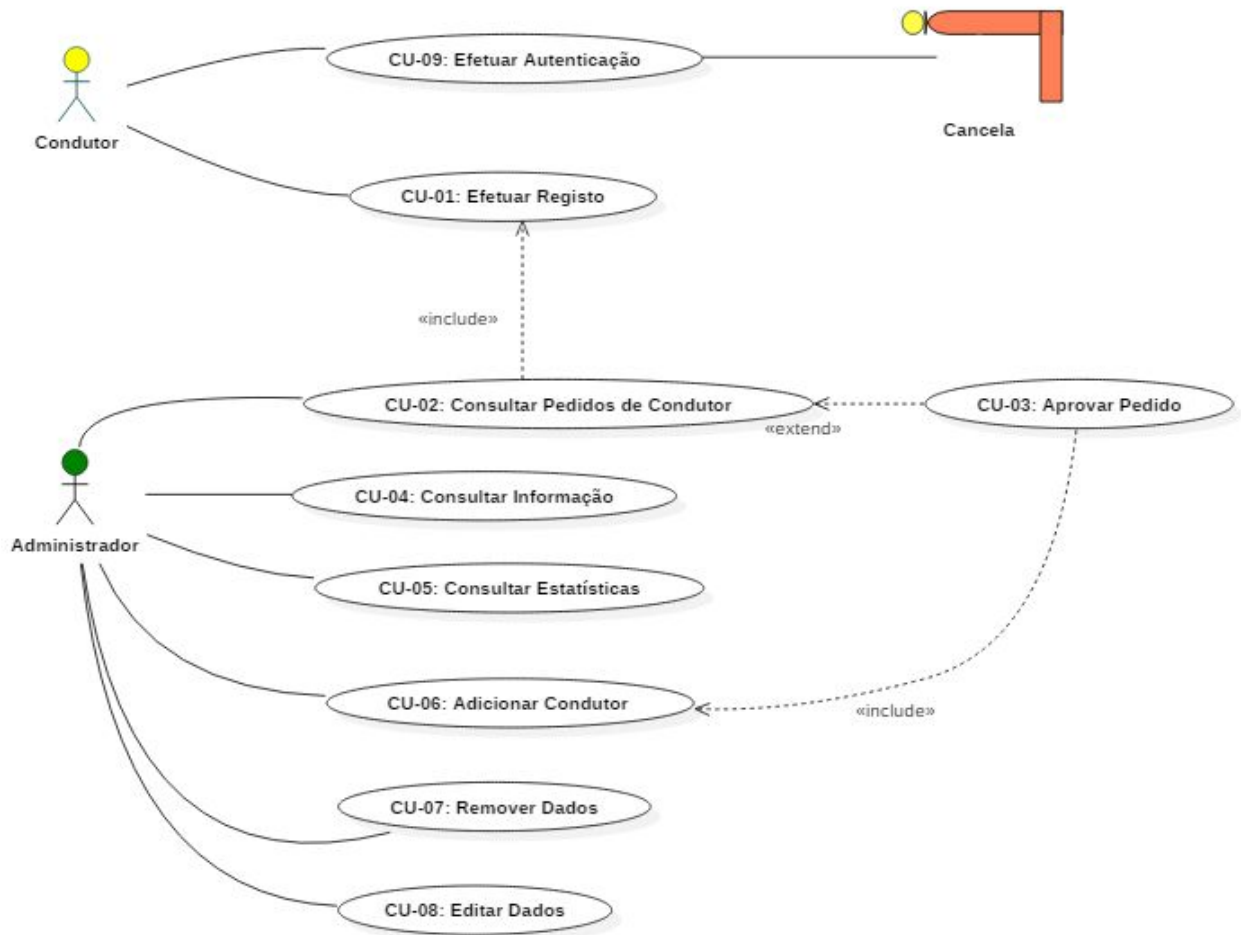 CU-09: Efetuar Autenticação
Condutor
Cancela
CU-01: Efetuar Registo
«include»
CU-02: Consultar Pedidos de Condutor
CU-03: Aprovar Pedido
«extend»
CU-04: Consultar Informação
Administrador
CU-05: Consultar Estatísticas
CU-06: Adicionar Condutor
«include»
CU-07: Remover Dados
CU-08: Editar Dados